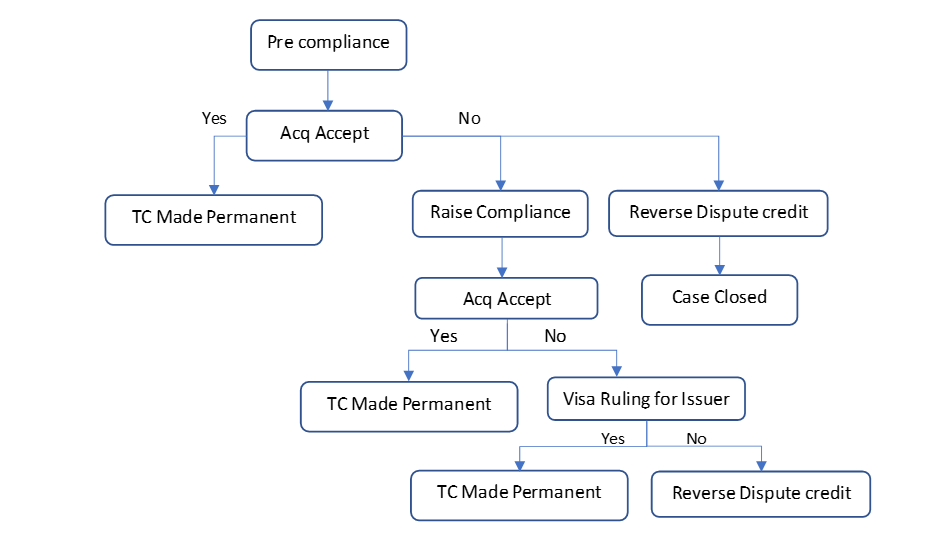 Pre compliance
Yes
No
Acq Accept
TC Made Permanent
Raise Compliance
Reverse Dispute credit
Acq Accept
Case Closed
Yes
No
TC Made Permanent
Visa Ruling for Issuer
Yes
No
TC Made Permanent
Reverse Dispute credit